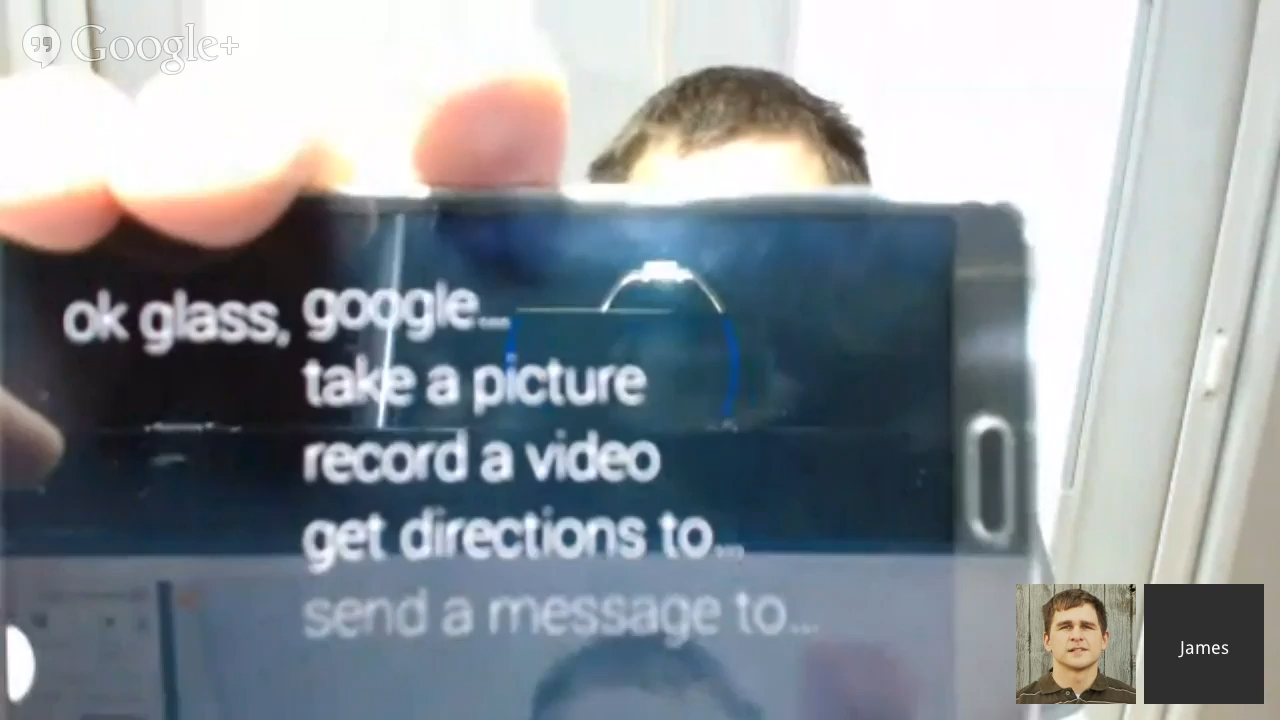 Google+
ok glass, google...
take a picture
record a video
get directions to...
send a message to...
James